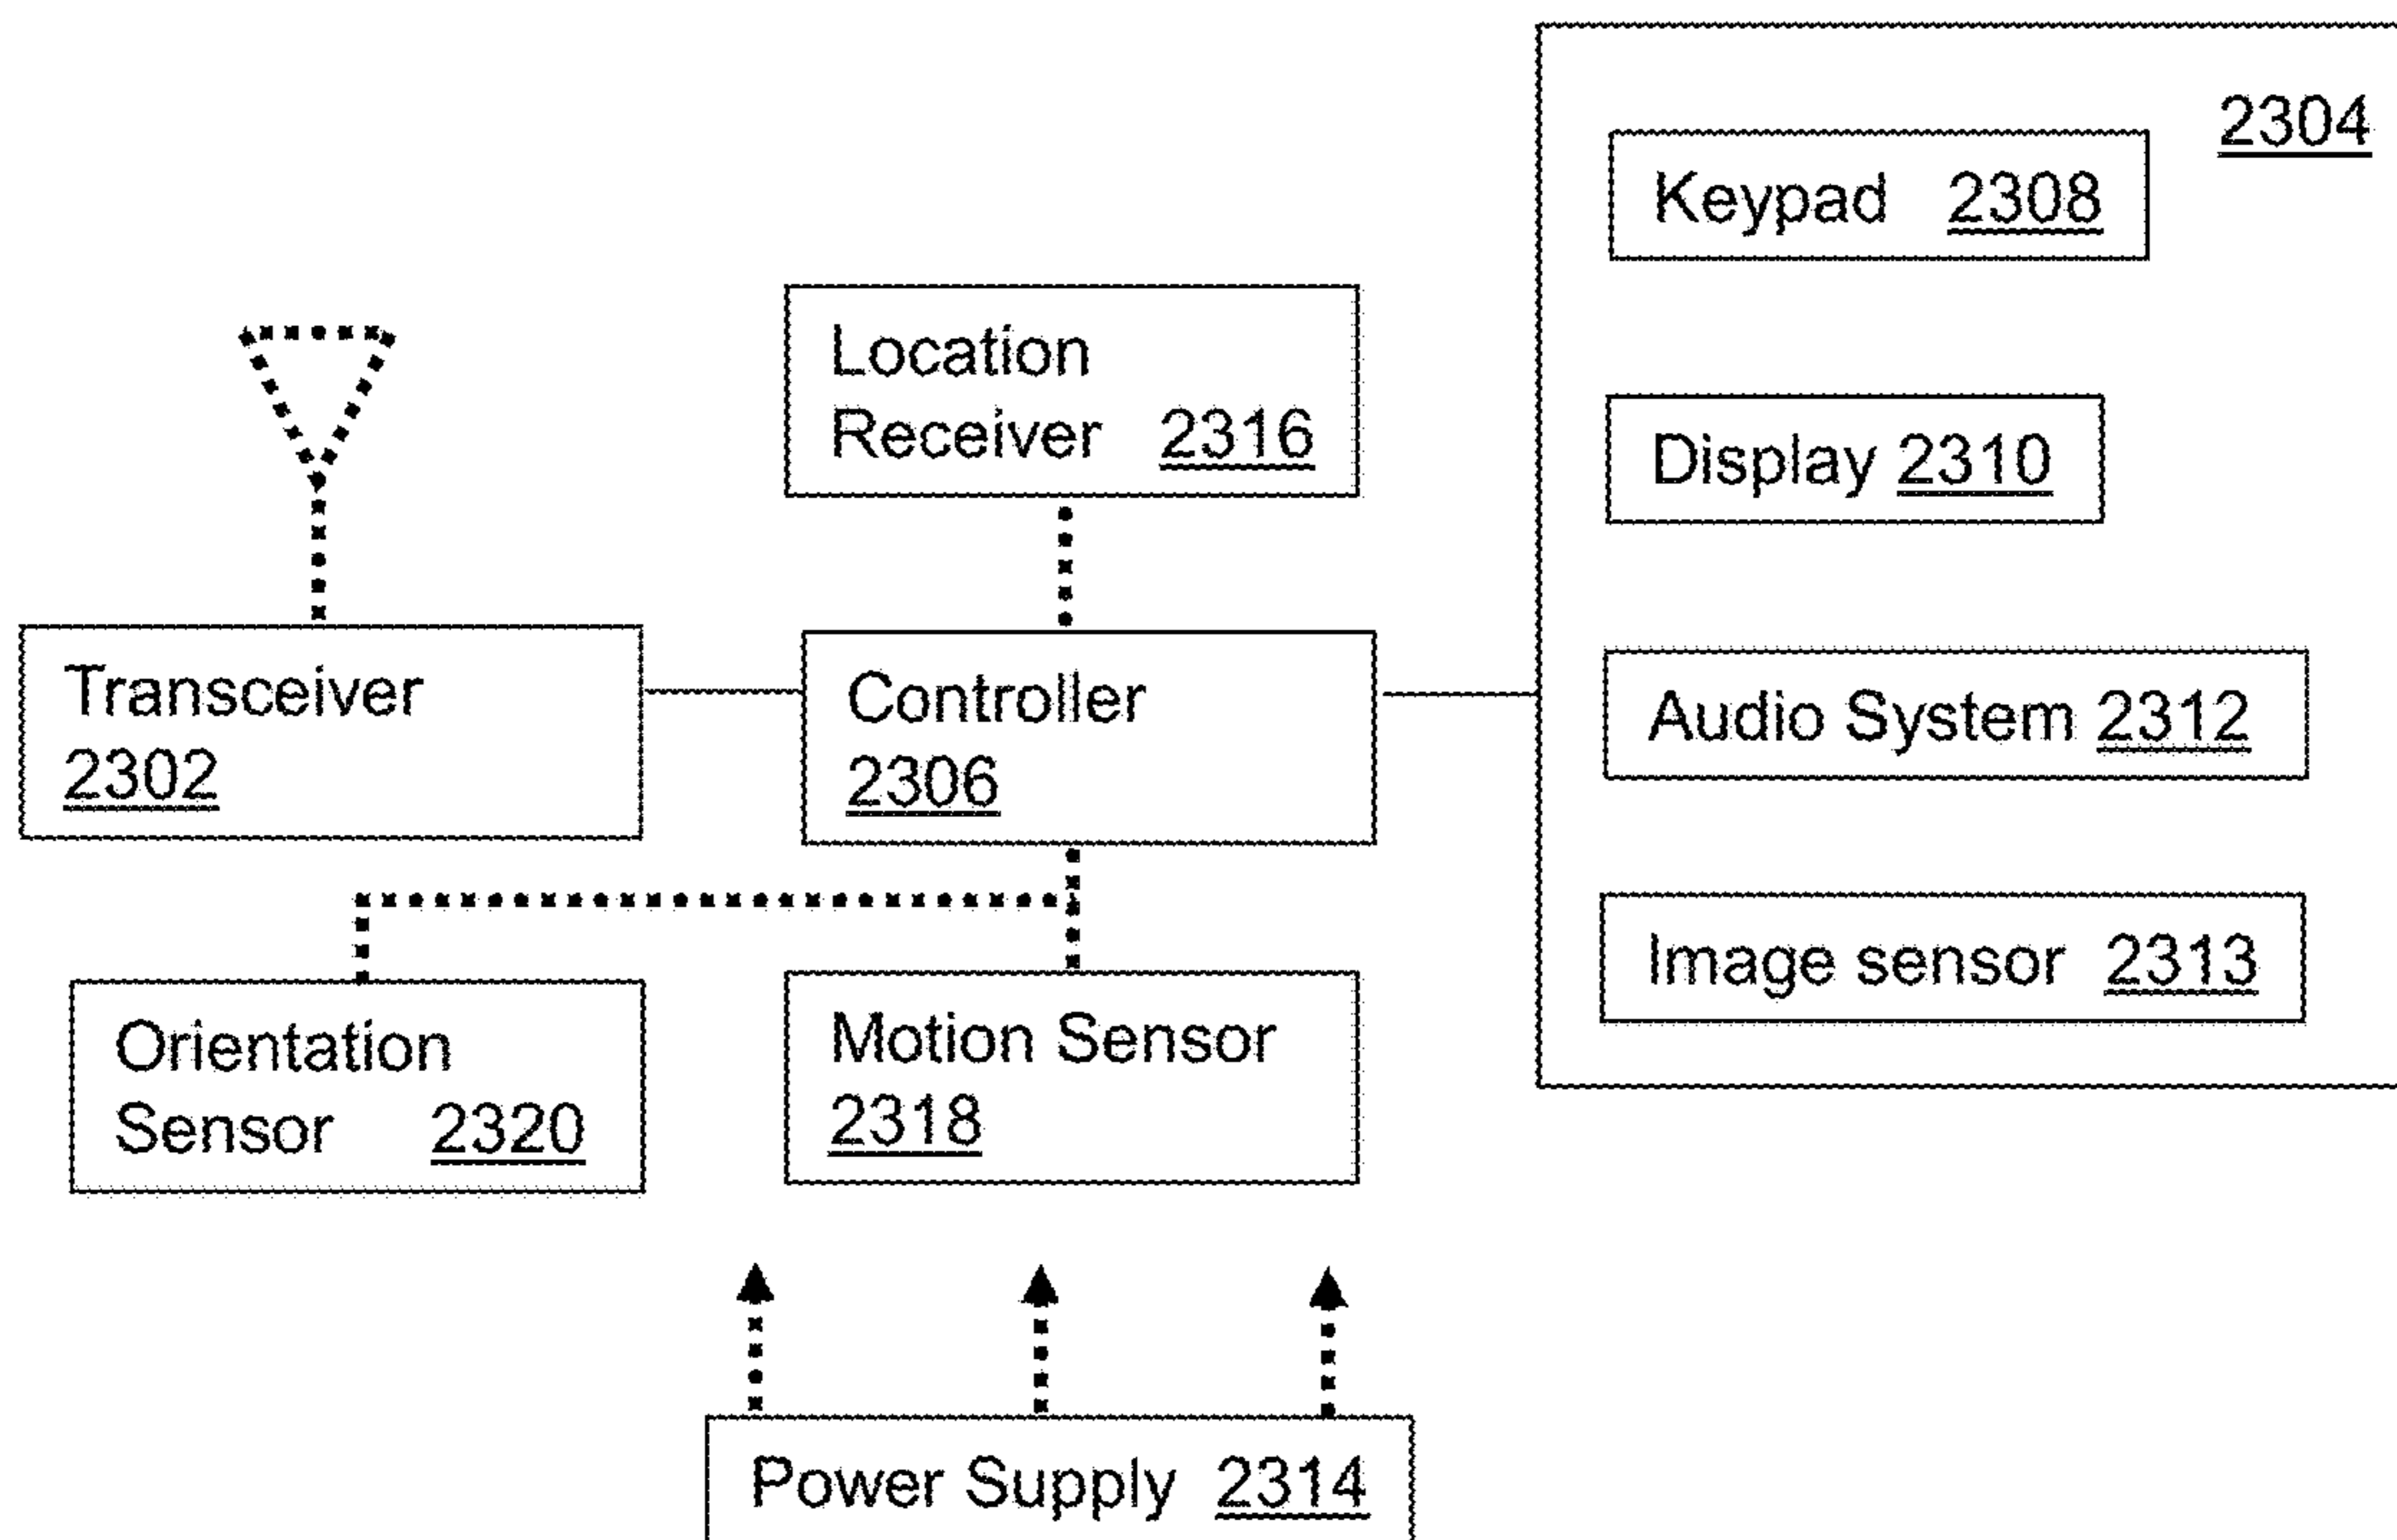 2304
Keypad 2308
Location
Receiver 2316
Display 2310
Transceiver
2302
Controller
2306
Audio System 2312
Image sensor 2313
Orientation
Sensor 2320
Motion Sensor
2318
Power Supply 2314